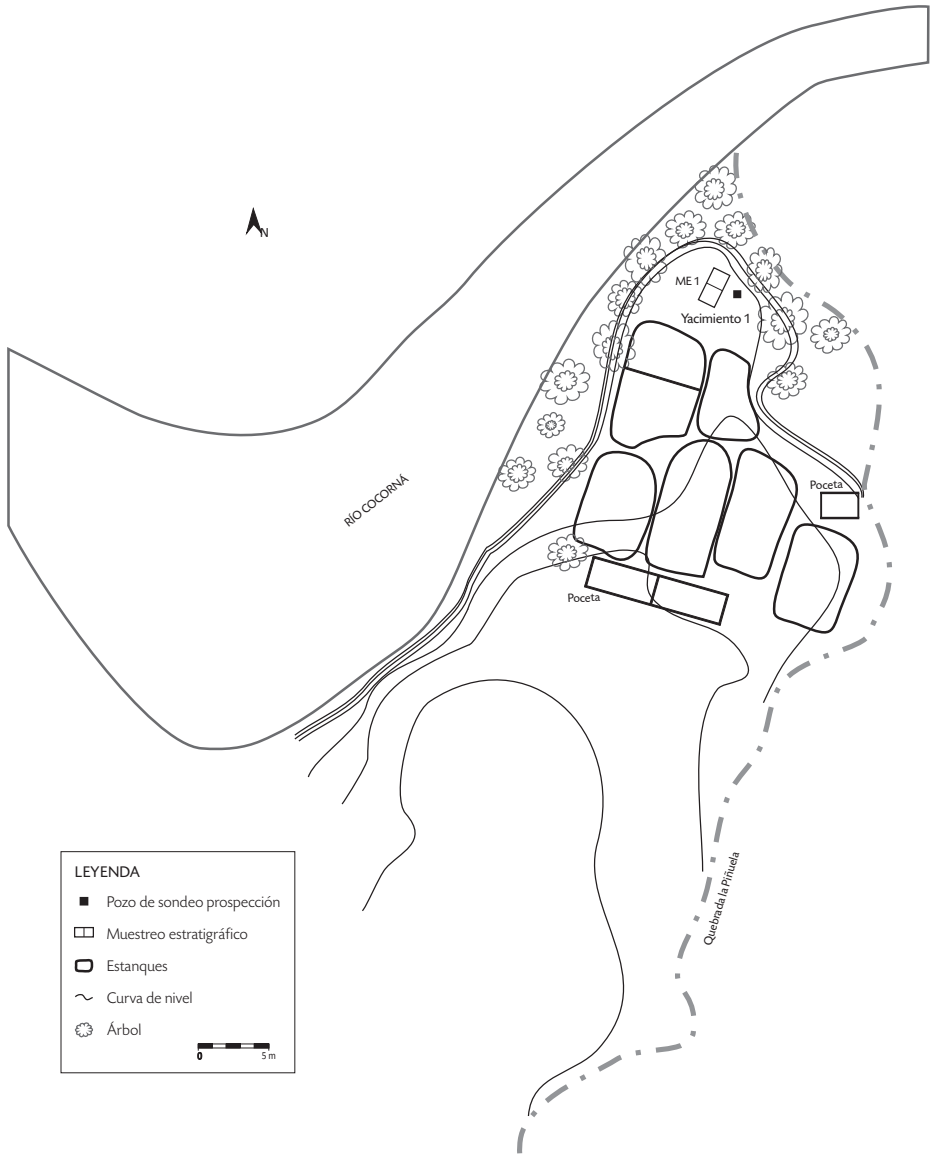 N
ME 1
Yacimiento 1
Poceta
RÍO COCORNÁ
Poceta
Quebrada la Piñuela
LEYENDA
Pozo de sondeo prospección
Muestreo estratigráfico
Estanques
Curva de nivel
Árbol
0 5 m